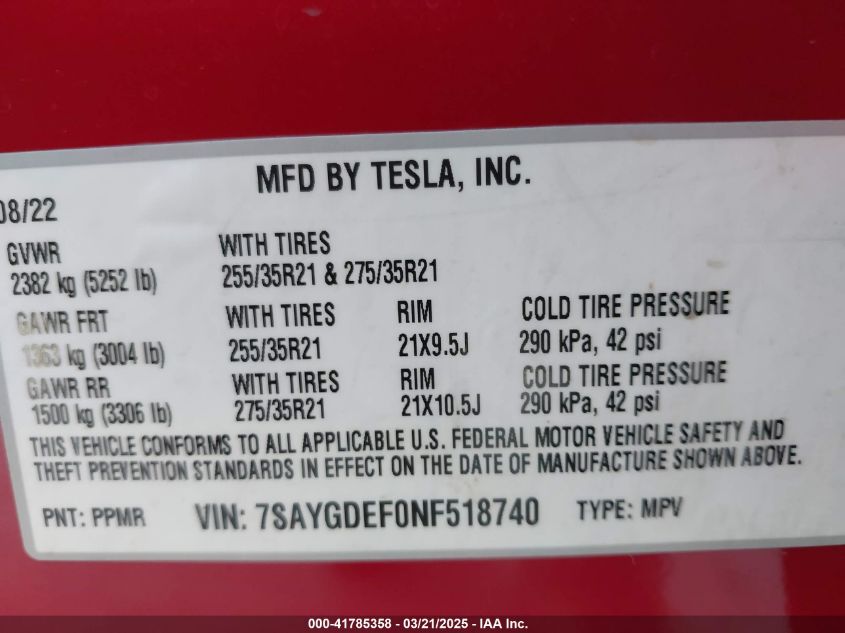 MFD BY TESLA, INC.
08/22
GVWR WITH TIRES
2382 kg (5252 lb) 255/35R21 & 275/35R21
GAWR FRT WITH TIRES RIM COLD TIRE PRESSURE
1363 kg (3004 lb) 255/35R21 21X9.5J 290 kPa, 42 psi
GAWR RR WITH TIRES RIM COLD TIRE PRESSURE
1500 kg (3306 lb) 275/35R21 21X10.5J 290 kPa, 42 psi
THIS VEHICLE CONFORMS TO ALL APPLICABLE U.S. FEDERAL MOTOR VEHICLE SAFETY AND
THEFT PREVENTION STANDARDS IN EFFECT ON THE DATE OF MANUFACTURE SHOWN ABOVE.
PNT: PPMR VIN: 7SAYGDEF0NF518740 TYPE: MPV
000-41785358 - 03/21/2025 - IAA Inc.